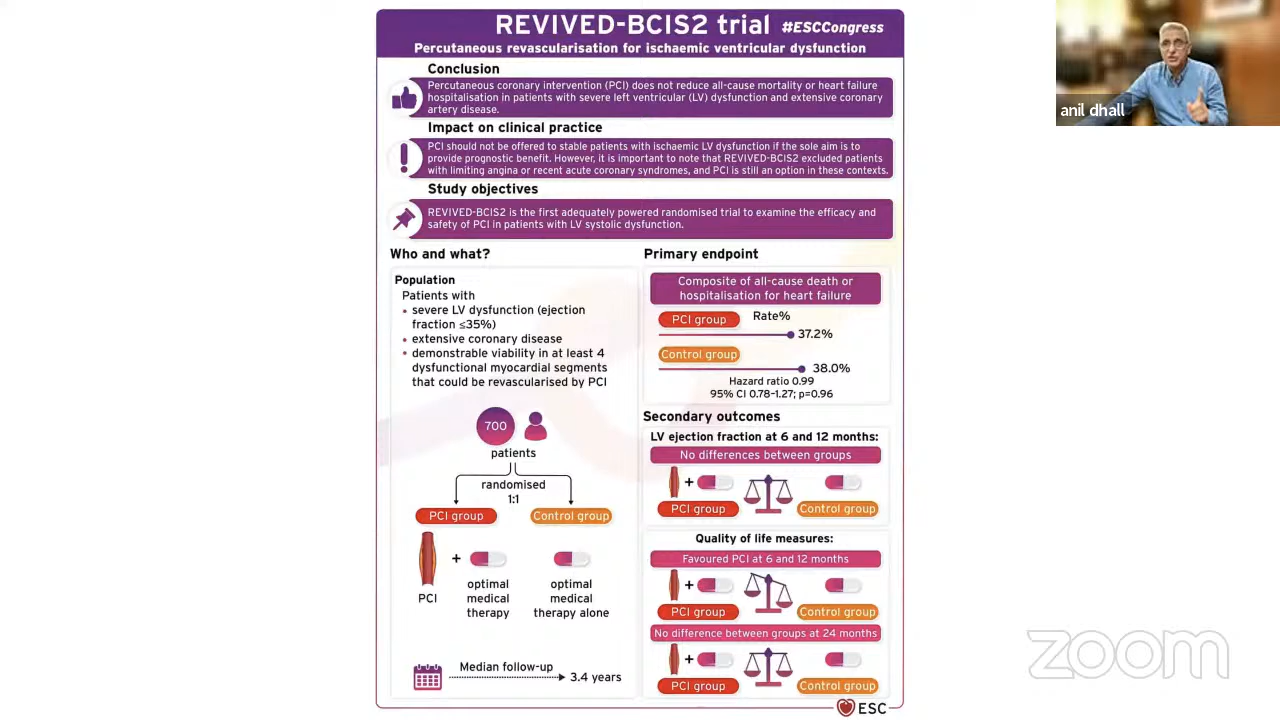 REVIVED-BCIS2 trial #ESCCongress
Percutaneous revascularisation for ischaemic ventricular dysfunction
Conclusion
Percutaneous coronary intervention (PCI) does not reduce all-cause mortality or heart failure
hospitalisation in patients with severe left ventricular (LV) dysfunction and extensive coronary
artery disease.
Impact on clinical practice
PCI should not be offered to stable patients with ischaemic LV dysfunction if the sole aim is to
provide prognostic benefit. However, it is important to note that REVIVED-BCIS2 excluded patients
with limiting angina or recent acute coronary syndromes, and PCI is still an option in these contexts.
Study objectives
REVIVED-BCIS2 is the first adequately powered randomised trial to examine the efficacy and
safety of PCI in patients with LV systolic dysfunction.
Who and what?
Population
Patients with
• severe LV dysfunction (ejection
fraction ≤35%)
• extensive coronary disease
• demonstrable viability in at least 4
dysfunctional myocardial segments
that could be revascularised by PCI
700
patients
randomised
1:1
PCI group
Control group
+
PCI
optimal
medical
therapy
optimal
medical
therapy alone
Median follow-up
3.4 years
Primary endpoint
Composite of all-cause death or
hospitalisation for heart failure
PCI group Rate%
37.2%
Control group
38.0%
Hazard ratio 0.99
95% CI 0.78-1.27; p=0.96
Secondary outcomes
LV ejection fraction at 6 and 12 months:
No differences between groups
+
PCI group Control group
Quality of life measures:
Favoured PCI at 6 and 12 months
+
PCI group Control group
No difference between groups at 24 months
+
PCI group Control group
ESC
anil dhall
zoom